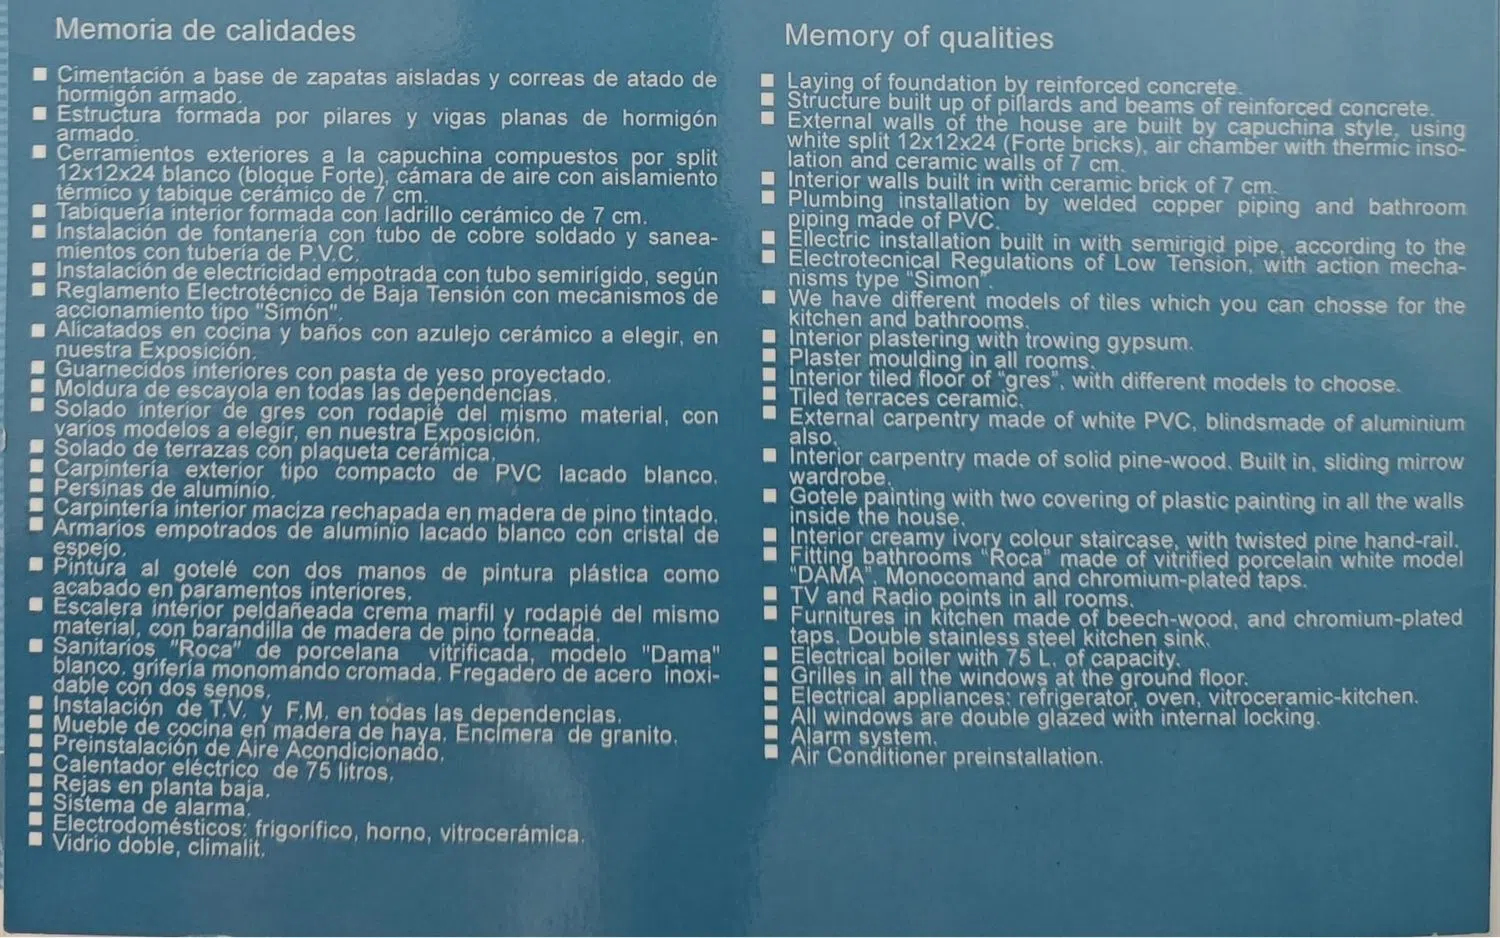 Memoria de calidades
Cimentación a base de zapatas aisladas y correas de atado de
hormigón armado.
Estructura formada por pilares y vigas planas de hormigón
armado.
Cerramientos exteriores a la capuchina compuestos por split
12x12x24 blanco (bloque Forte), cámara de aire con aislamiento
térmico y tabique cerámico de 7 cm.
Tabiquería interior formada con ladrillo cerámico de 7 cm.
Instalación de fontanería con tubo de cobre soldado y sanea-
mientos con tubería de P.V.C.
Instalación de electricidad empotrada con tubo semirígido, según
Reglamento Electrotécnico de Baja Tensión con mecanismos de
accionamiento tipo "Simón".
Alicatados en cocina y baños con azulejo cerámico a elegir, en
nuestra Exposición.
Guarnecidos interiores con pasta de yeso proyectado.
Moldura de escayola en todas las dependencias.
Solado interior de gres con rodapié del mismo material, con
varios modelos a elegir, en nuestra Exposición.
Solado de terrazas con plaqueta cerámica.
Carpintería exterior tipo compacto de PVC lacado blanco.
Persinas de aluminio.
Carpintería interior maciza rechapada en madera de pino tintado.
Armarios empotrados de aluminio lacado blanco con cristal de
espejo.
Pintura al gotelé con dos manos de pintura plástica como
acabado en paramentos interiores.
Escalera interior peldañeada crema marfil y rodapié del mismo
material, con barandilla de madera de pino torneada.
Sanitarios "Roca" de porcelana vitrificada, modelo "Dama"
blanco. grifería monomando cromada. Fregadero de acero inoxi-
dable con dos senos.
Instalación de T.V. y F.M. en todas las dependencias.
Mueble de cocina en madera de haya. Encimera de granito.
Preinstalación de Aire Acondicionado.
Calentador eléctrico de 75 litros.
Rejas en planta baja.
Sistema de alarma.
Electrodomésticos: frigorífico, horno, vitrocerámica.
Vidrio doble, climalit.
Memory of qualities
Laying of foundation by reinforced concrete.
Structure built up of pillards and beams of reinforced concrete.
External walls of the house are built by capuchina style, using
white split 12x12x24 (Forte bricks), air chamber with thermic inso-
lation and ceramic walls of 7 cm.
Interior walls built in with ceramic brick of 7 cm.
Plumbing installation by welded copper piping and bathroom
piping made of PVC.
Ellectric installation built in with semirigid pipe, according to the
Electrotecnical Regulations of Low Tension, with action mecha-
nisms type "Simon".
We have different models of tiles which you can chosse for the
kitchen and bathrooms.
Interior plastering with trowing gypsum.
Plaster moulding in all rooms.
Interior tiled floor of "gres", with different models to choose.
Tiled terraces ceramic.
External carpentry made of white PVC, blindsmade of aluminium
also.
Interior carpentry made of solid pine-wood. Built in, sliding mirrow
wardrobe.
Gotele painting with two covering of plastic painting in all the walls
inside the house.
Interior creamy ivory colour staircase, with twisted pine hand-rail.
Fitting bathrooms "Roca" made of vitrified porcelain white model
"DAMA". Monocomand and chromium-plated taps.
TV and Radio points in all rooms.
Furnitures in kitchen made of beech-wood, and chromium-plated
taps. Double stainless steel kitchen sink.
Electrical boiler with 75 L. of capacity.
Grilles in all the windows at the ground floor.
Electrical appliances: refrigerator, oven, vitroceramic-kitchen.
All windows are double glazed with internal locking.
Alarm system.
Air Conditioner preinstallation.